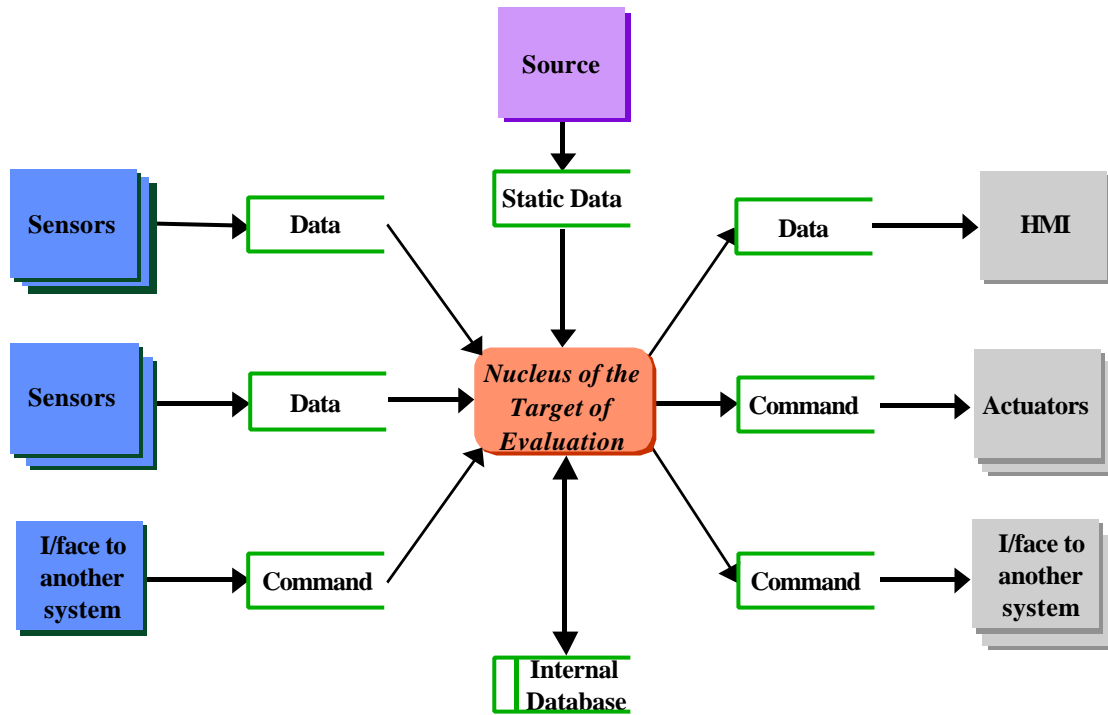 Source
Static Data
Sensors
Data
Data
HMI
Sensors
Data
Nucleus of the
Target of
Evaluation
Command
Actuators
I/face to
another
system
Command
Command
I/face to
another
system
Internal
Database